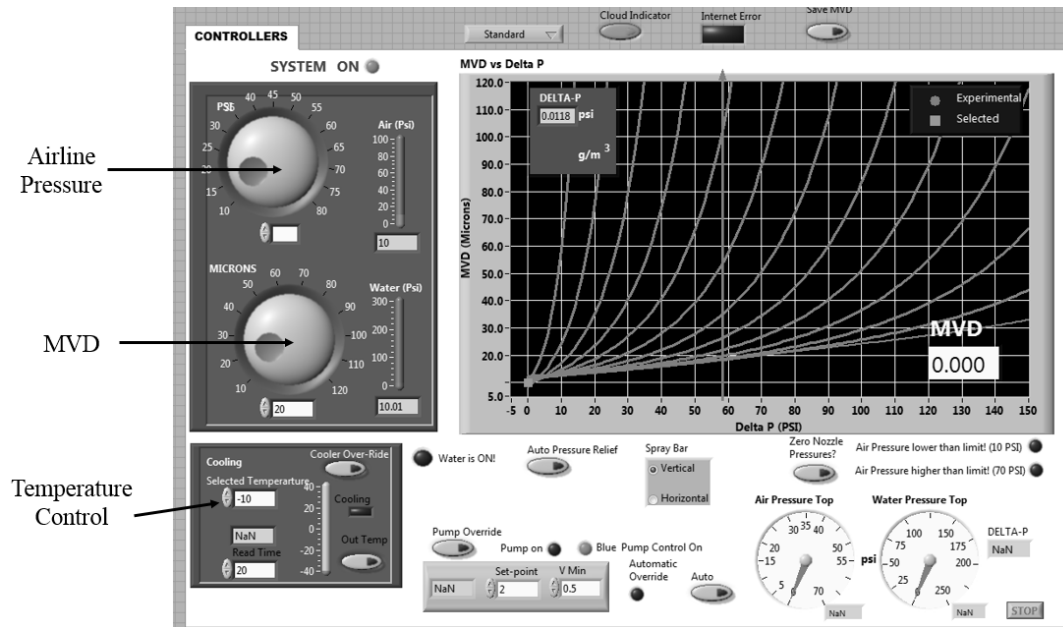 Airline
Pressure
MVD
Temperature
Control
CONTROLLERS
Standard
Cloud Indicator
Internet Error
Save MVD
SYSTEM ON
PSI
10
15
20
30
40
45
50
55
60
65
70
75
80
Air (Psi)
100
80
60
40
20
0
10
MICRONS
10
20
30
40
50
60
70
80
90
100
110
120
20
Water (Psi)
300
200
100
0
10.01
MVD vs Delta P
MVD (Microns)
120.0
110.0
100.0
90.0
80.0
70.0
60.0
50.0
40.0
30.0
20.0
5.0
DELTA-P
0.0118 psi
g/m 3
Experimental
Selected
MVD
0.000
-5 0 10 20 30 40 50 60 70 80 90 100 110 120 130 140 150
Delta P (PSI)
Cooling
Cooler Over-Ride
Selected Temperarture
-10
NaN
Read Time
20
40
20
0
-20
-40
Cooling
Out Temp
Water is ON!
Auto Pressure Relief
Spray Bar
Vertical
Horizontal
Zero Nozzle
Pressures?
Air Pressure lower than limit! (10 PSI)
Air Pressure higher than limit! (70 PSI)
Pump Override
Pump on
Blue Pump Control On
NaN
Set-point
2
V Min
0.5
Automatic
Override
Auto
Air Pressure Top
0
5
10
15
20
25
30
35
40
45
50
55
60
70
NaN
psi
Water Pressure Top
0
25
50
75
100
125
150
175
200
250
NaN
DELTA-P
NaN
STOP